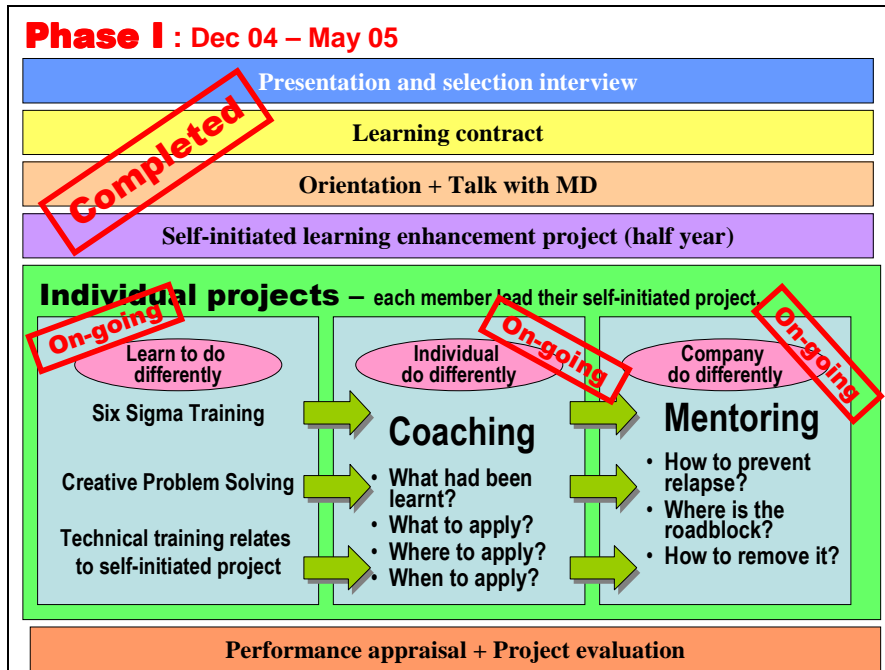 Phase I : Dec 04 – May 05
Presentation and selection interview
Learning contract
Completed
Orientation + Talk with MD
Self-initiated learning enhancement project (half year)
Individual projects – each member lead their self-initiated project.
On-going
Learn to do
differently
Six Sigma Training
Creative Problem Solving
Technical training relates
to self-initiated project
On-going
Individual
do differently
Coaching
• What had been
learnt?
• What to apply?
• Where to apply?
• When to apply?
On-going
Company
do differently
Mentoring
• How to prevent
relapse?
• Where is the
roadblock?
• How to remove it?
Performance appraisal + Project evaluation